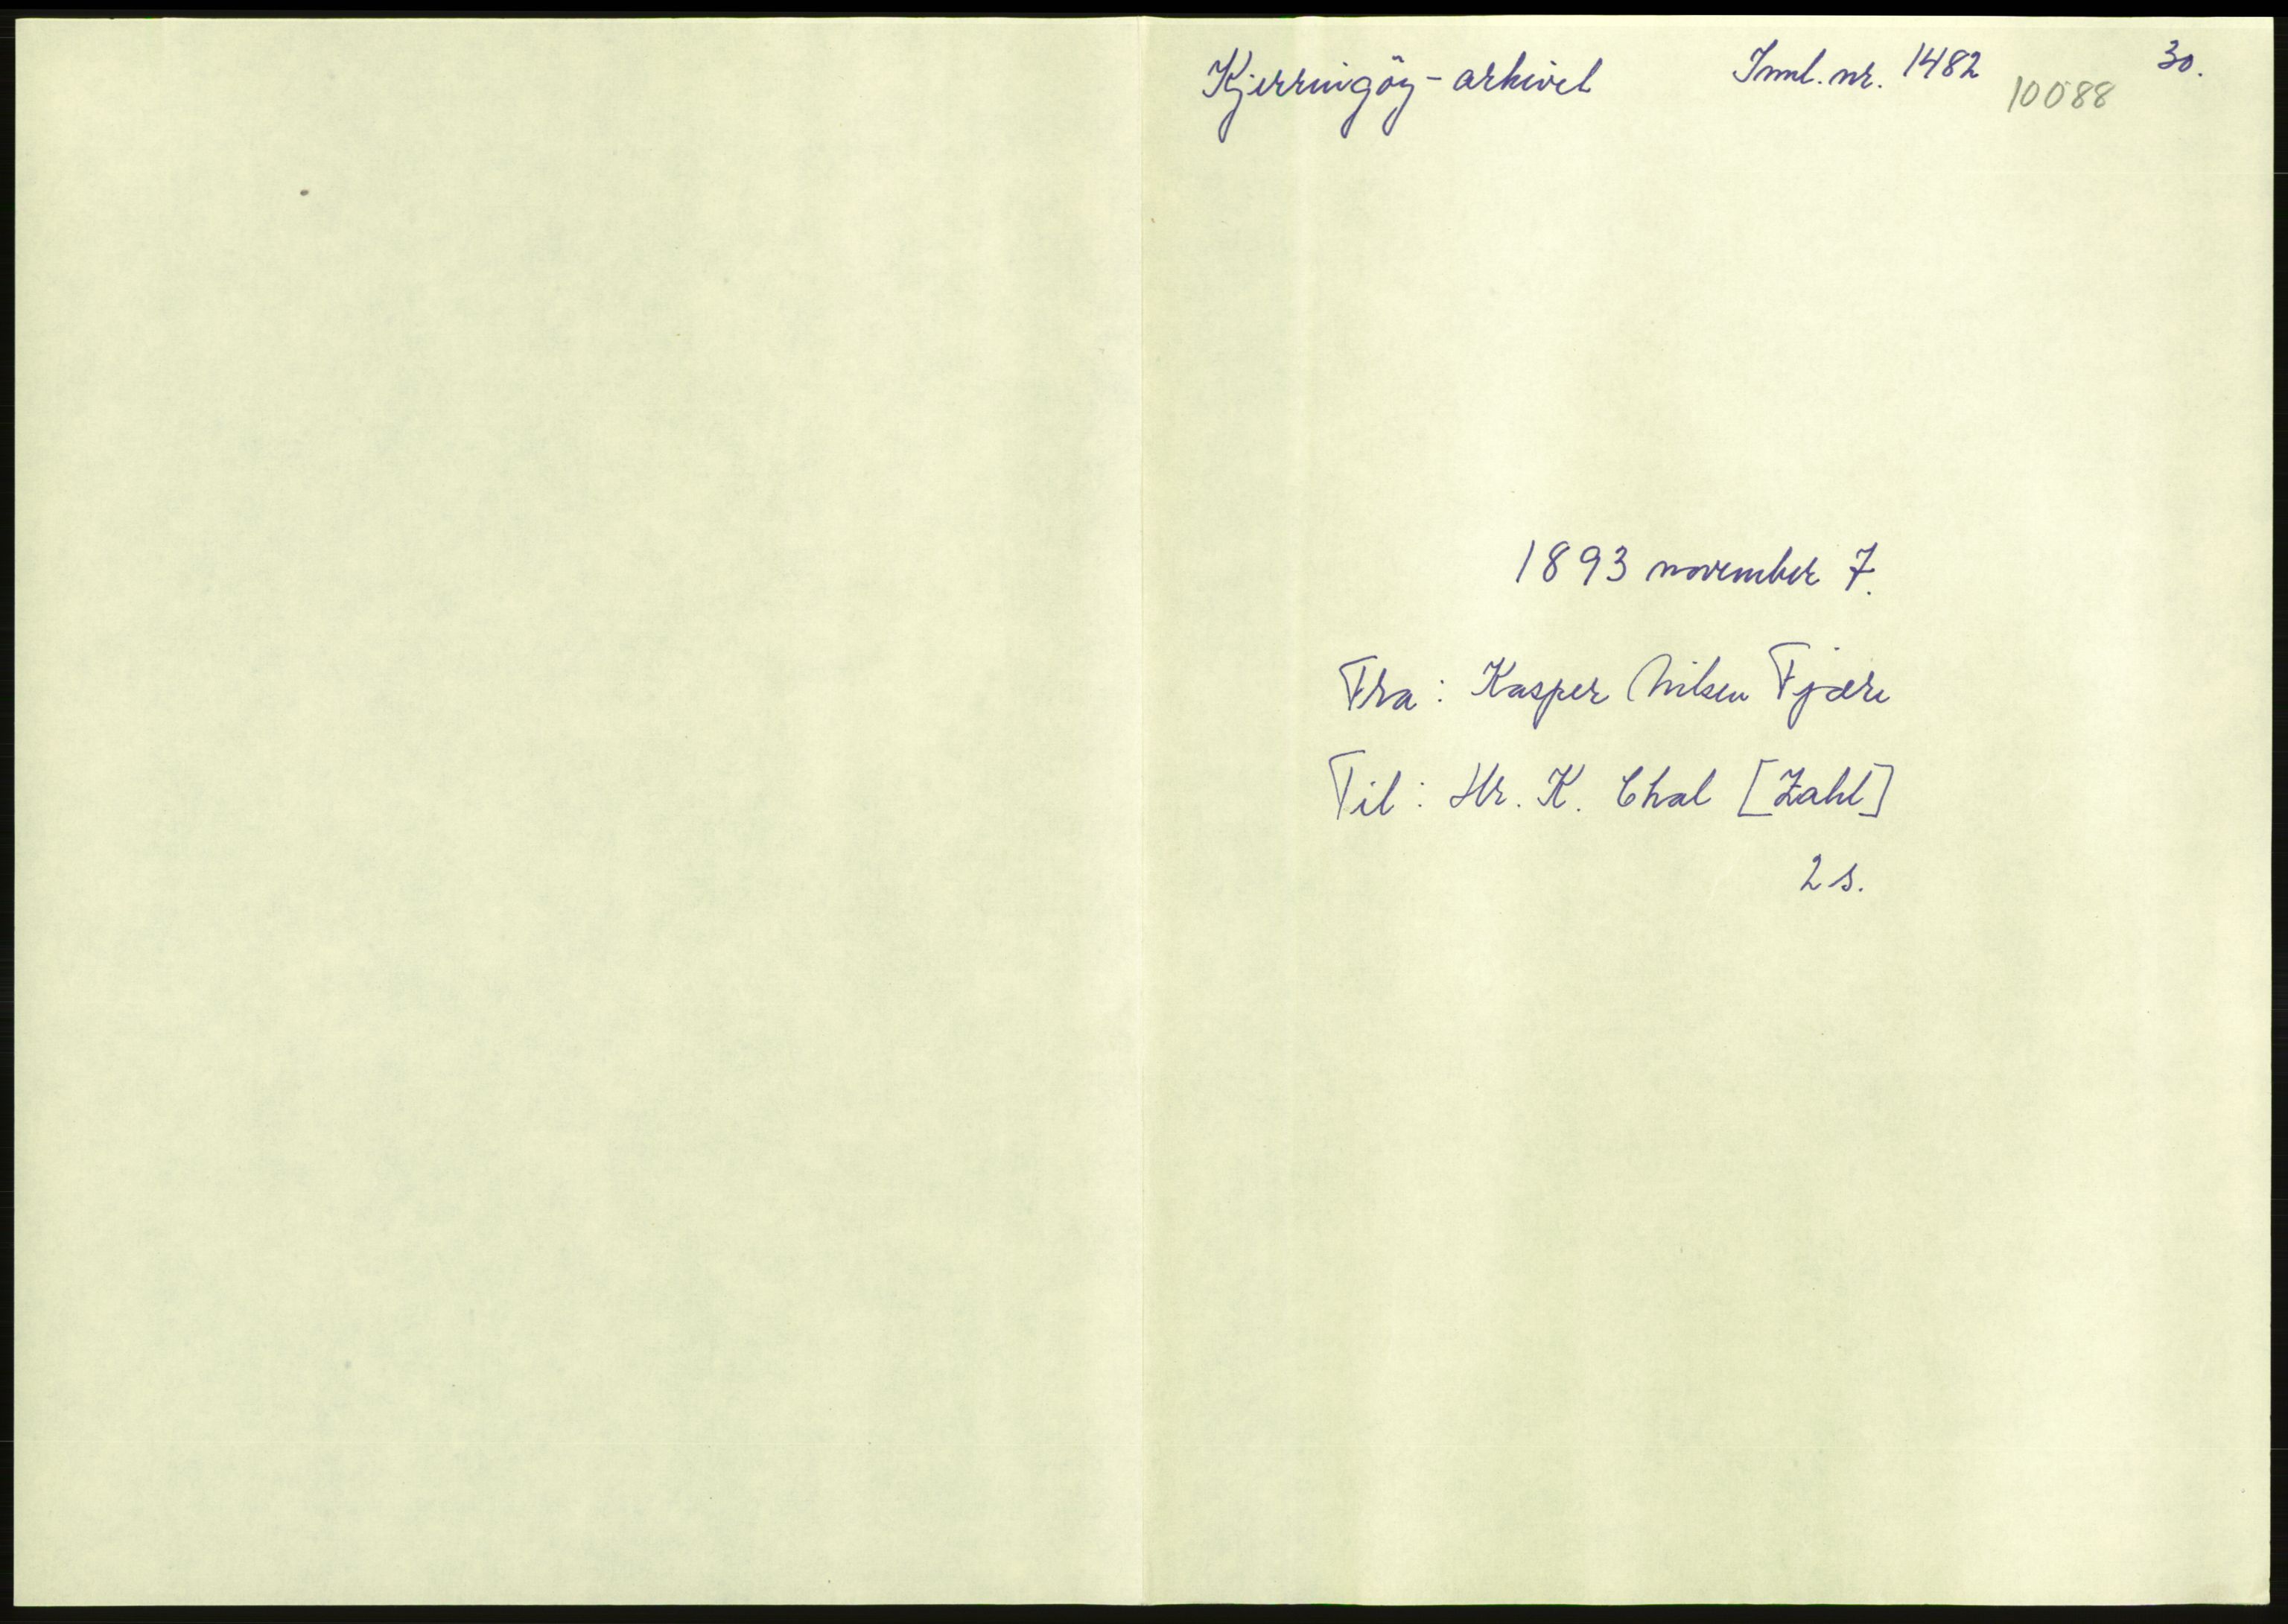 Kjerringöy-arkivet Innl. nr. 1482 10088 30.
1893 november 7.
Fra: Kasper Nilsen Fjære
Til: Hr. K. Chal [Zahl]
2 s.